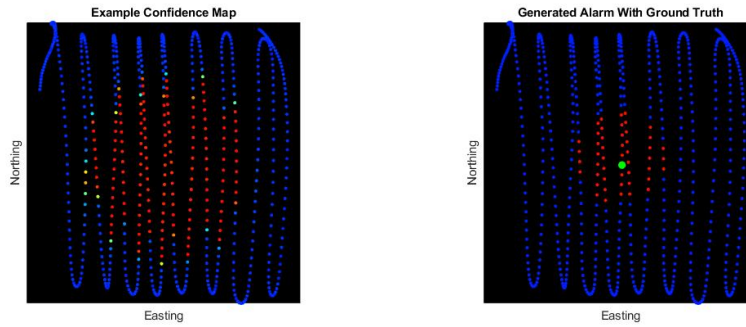 Example Confidence Map
Northing
Easting
Generated Alarm With Ground Truth
Northing
Easting